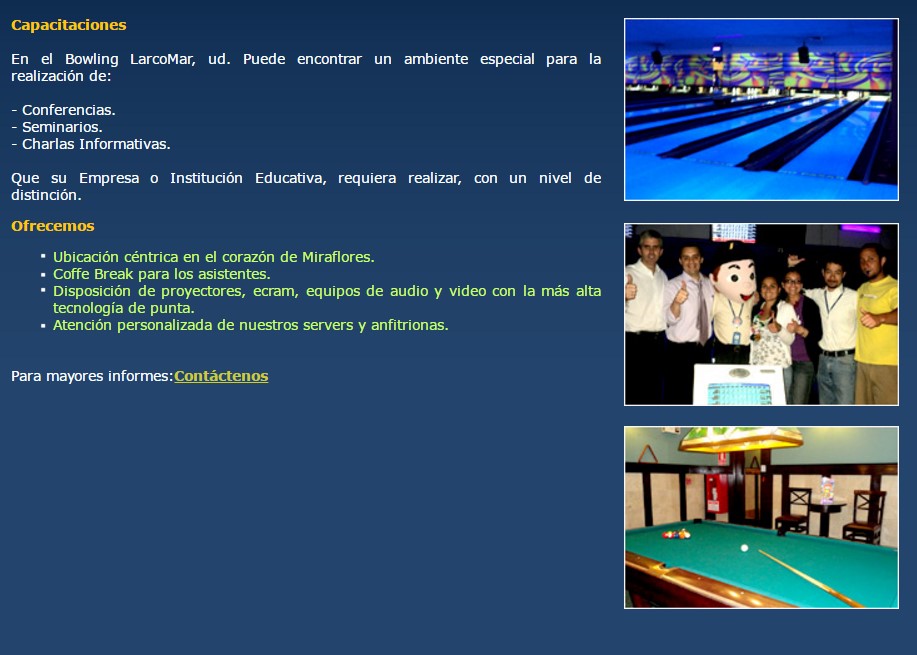 Capacitaciones
En el Bowling LarcoMar, ud. Puede encontrar un ambiente especial para la
realización de:
- Conferencias.
- Seminarios.
- Charlas Informativas.
Que su Empresa o Institución Educativa, requiera realizar, con un nivel de
distinción.
Ofrecemos
Ubicación céntrica en el corazón de Miraflores.
Coffe Break para los asistentes.
Disposición de proyectores, ecram, equipos de audio y video con la más alta
tecnología de punta.
Atención personalizada de nuestros servers y anfitrionas.
Para mayores informes:Contáctenos